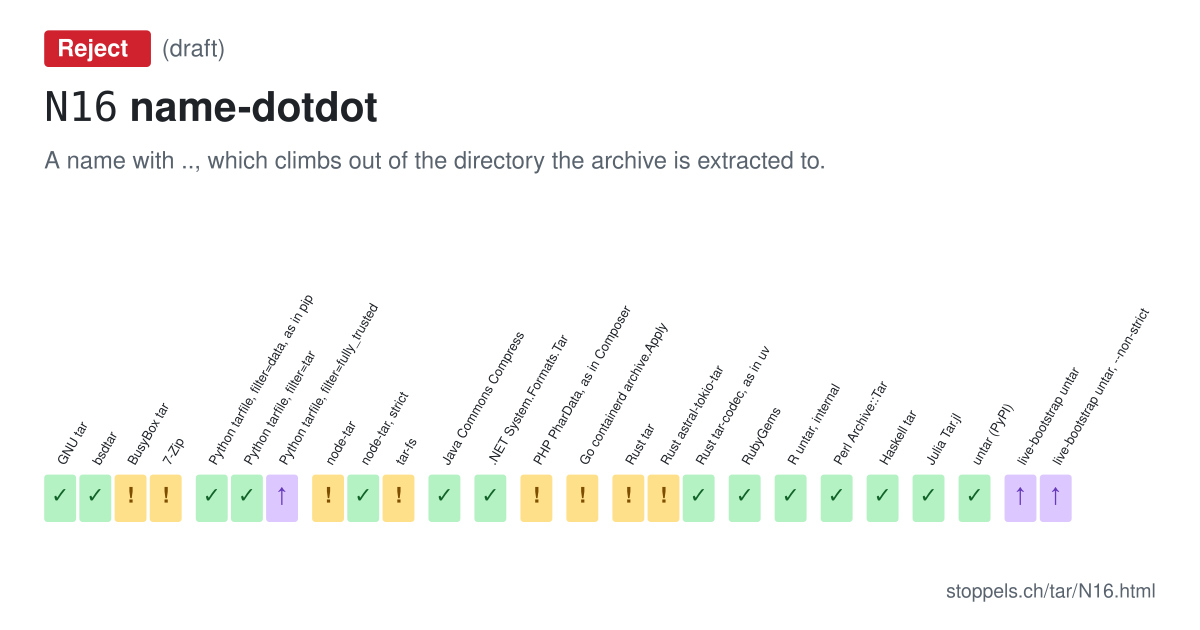 Reject (draft)
N16 name-dotdot
A name with .., which climbs out of the directory the archive is extracted to.
GNU tar
bsdtar
BusyBox tar
7-Zip
Python tarfile, filter=data, as in pip
Python tarfile, filter=tar
Python tarfile, filter=fully_trusted
node-tar
node-tar, strict
tar-fs
Java Commons Compress
.NET System.Formats.Tar
PHP PharData, as in Composer
Go containerd archive.Apply
Rust tar
Rust astral-tokio-tar
Rust tar-codec, as in uv
RubyGems
R untar, internal
Perl Archive::Tar
Haskell tar
Julia Tar.jl
untar (PyPI)
live-bootstrap untar
live-bootstrap untar, --non-strict
✓ ✓ ! ! ✓ ✓ ↑ ! ✓ ! ✓ ✓ ! ! ! ! ✓ ✓ ✓ ✓ ✓ ✓ ✓ ↑ ↑
stoppels.ch/tar/N16.html